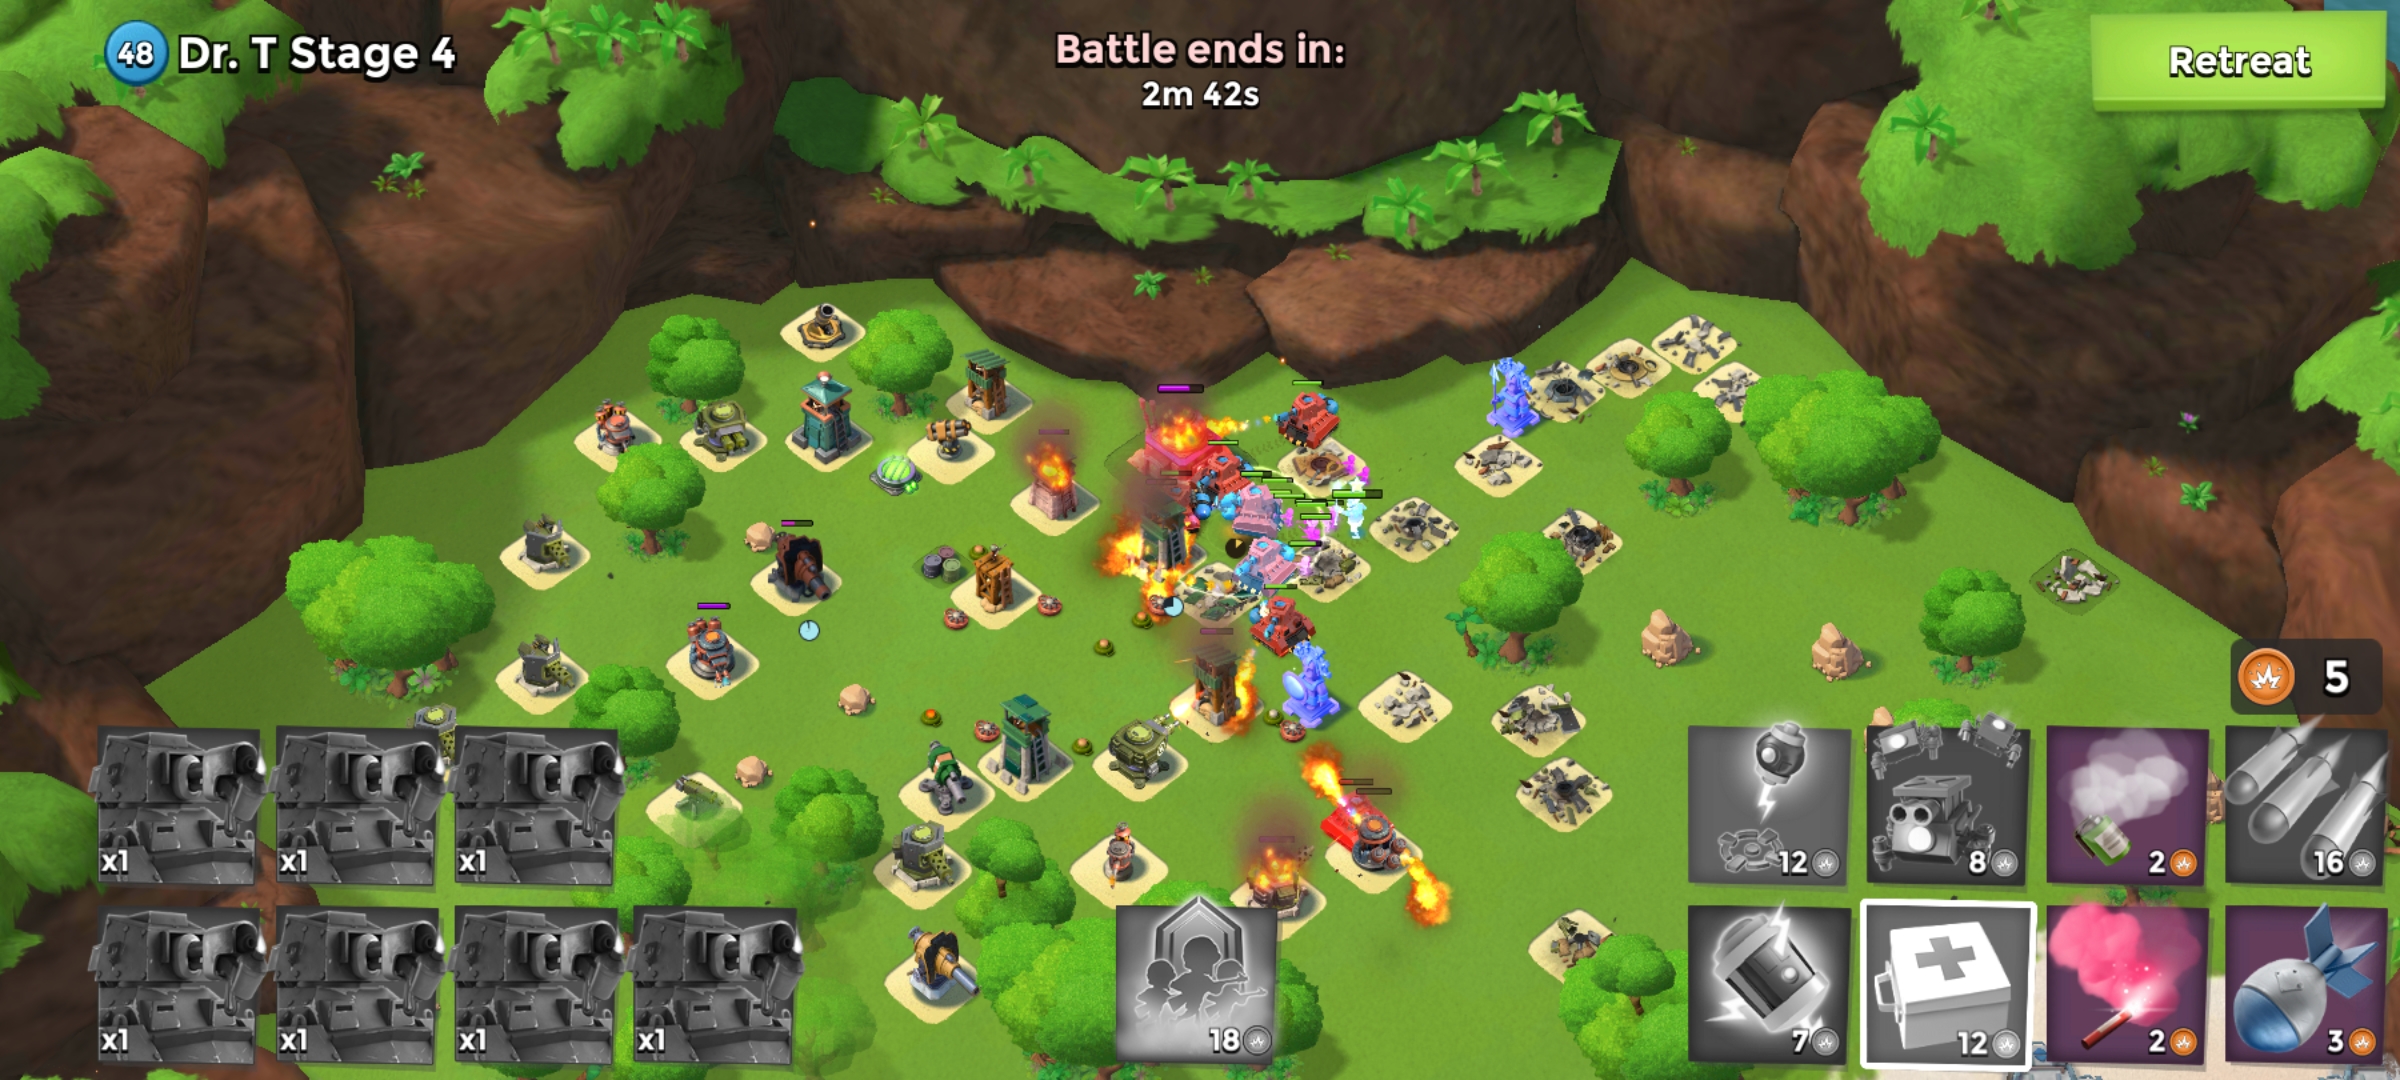 48 Dr. T Stage 4
Battle ends in:
2m 42s
Retreat
5
x1 x1 x1
12 8 2 16
x1 x1 x1 x1
18
7 12 2 3